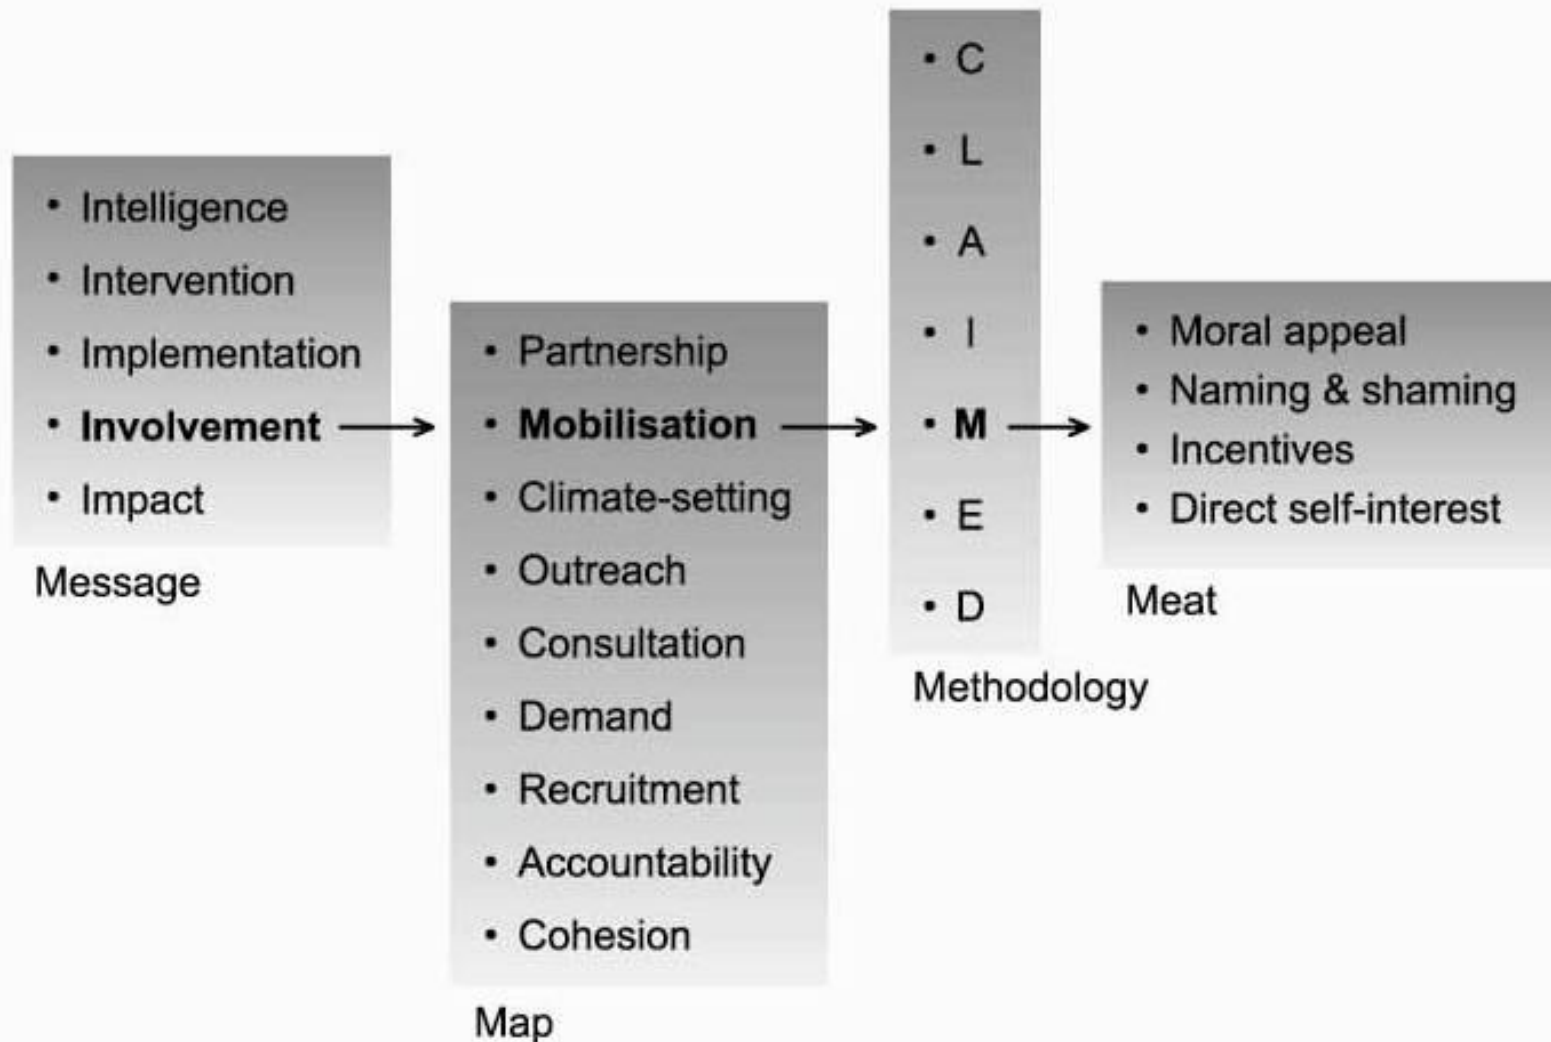 • Intelligence
• Intervention
• Implementation
• Involvement
• Impact
Message
• Partnership
• Mobilisation
• Climate-setting
• Outreach
• Consultation
• Demand
• Recruitment
• Accountability
• Cohesion
Map
• C
• L
• A
• I
• M
• E
• D
Methodology
• Moral appeal
• Naming & shaming
• Incentives
• Direct self-interest
Meat